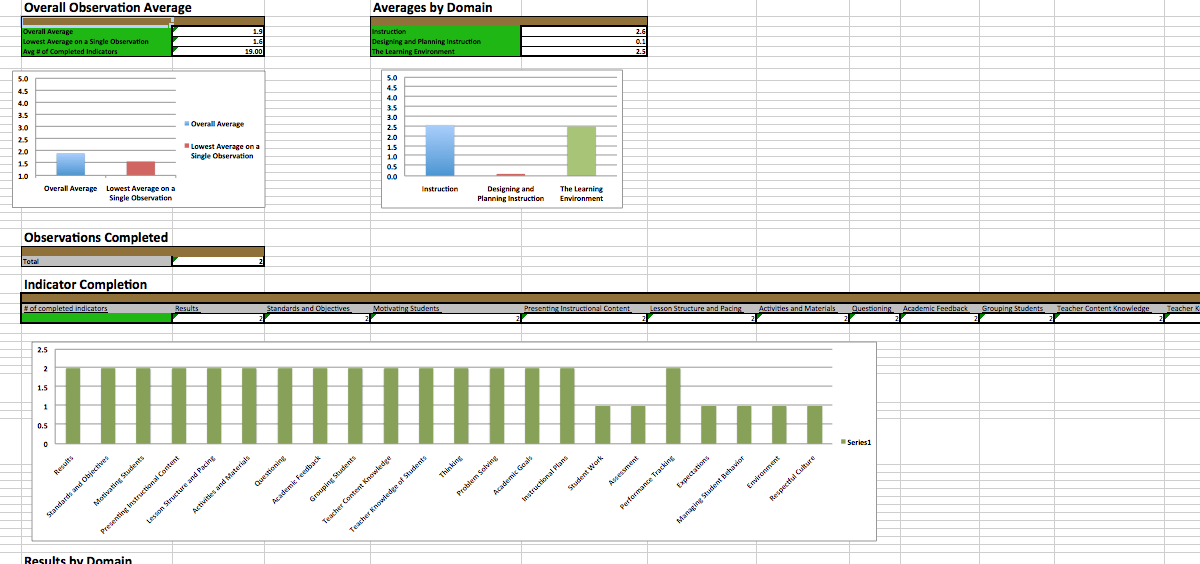 Overall Observation Average
Averages by Domain
Overall Average 1.9
Lowest Average on a Single Observation 1.6
Avg # of Completed Indicators 19.00
Instruction 2.6
Designing and Planning Instruction 0.1
The Learning Environment 2.5
5.0
4.5
4.0
3.5
3.0
2.5
2.0
1.5
1.0
Overall Average
Lowest Average on a
Single Observation
Overall Average
Lowest Average on a
Single Observation
5.0
4.5
4.0
3.5
3.0
2.5
2.0
1.5
1.0
0.5
0.0
Instruction
Designing and
Planning Instruction
The Learning
Environment
Observations Completed
Total 2
Indicator Completion
# of completed indicators Results Standards and Objectives Motivating Students Presenting Instructional Content Lesson Structure and Pacing Activities and Materials Questioning Academic Feedback Grouping Students Teacher Content Knowledge Teacher
2 2 2 2 2 2 2 2 2 2
2.5
2
1.5
1
0.5
0
Results
Standards and Objectives
Motivating Students
Presenting Instructional Content
Lesson Structure and Pacing
Activities and Materials
Questioning
Academic Feedback
Grouping Students
Teacher Content Knowledge
Teacher Knowledge of Students
Thinking
Problem Solving
Academic Goals
Instructional Plans
Student Work
Assessment
Performance Tracking
Expectations
Managing Student Behavior
Environment
Respectful Culture
Series1
Results by Domain